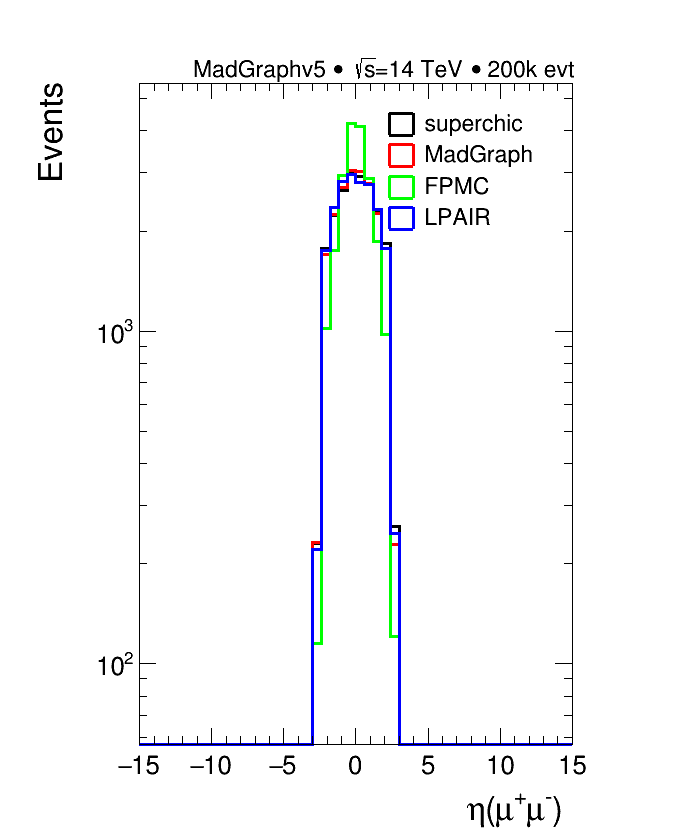 MadGraphv5 • √s=14 TeV • 200k evt
Events
superchic
MadGraph
FPMC
LPAIR
10³
10²
−15 −10 −5 0 5 10 15
η(μ⁺μ⁻)